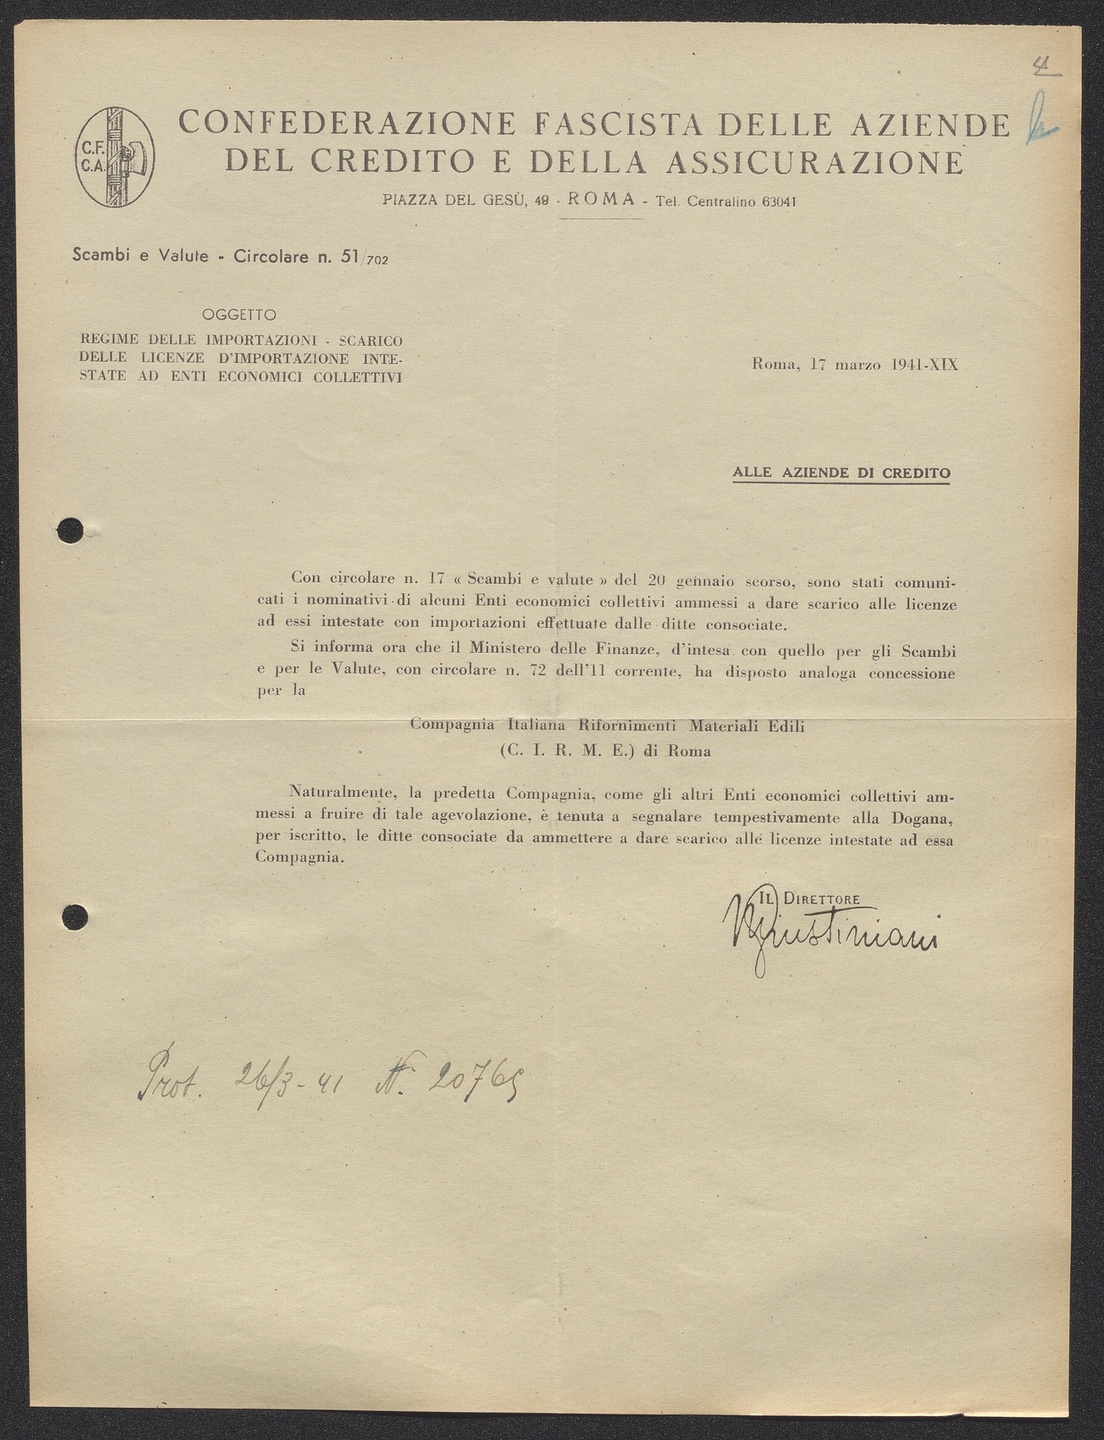 4
C.F.
C.A.
CONFEDERAZIONE FASCISTA DELLE AZIENDE
DEL CREDITO E DELLA ASSICURAZIONE
PIAZZA DEL GESÙ, 49 - ROMA - Tel. Centralino 63041
Scambi e Valute - Circolare n. 51/702
OGGETTO
REGIME DELLE IMPORTAZIONI - SCARICO
DELLE LICENZE D'IMPORTAZIONE INTE-
STATE AD ENTI ECONOMICI COLLETTIVI
Roma, 17 marzo 1941-XIX
ALLE AZIENDE DI CREDITO
Con circolare n. 17 « Scambi e valute » del 20 gennaio scorso, sono stati comuni-
cati i nominativi di alcuni Enti economici collettivi ammessi a dare scarico alle licenze
ad essi intestate con importazioni effettuate dalle ditte consociate.
Si informa ora che il Ministero delle Finanze, d'intesa con quello per gli Scambi
e per le Valute, con circolare n. 72 dell'11 corrente, ha disposto analoga concessione
per la
Compagnia Italiana Rifornimenti Materiali Edili
(C. I. R. M. E.) di Roma
Naturalmente, la predetta Compagnia, come gli altri Enti economici collettivi am-
messi a fruire di tale agevolazione, è tenuta a segnalare tempestivamente alla Dogana,
per iscritto, le ditte consociate da ammettere a dare scarico alle licenze intestate ad essa
Compagnia.
IL DIRETTORE
Giustiniani
Prot. 26/3-41 N. 20765